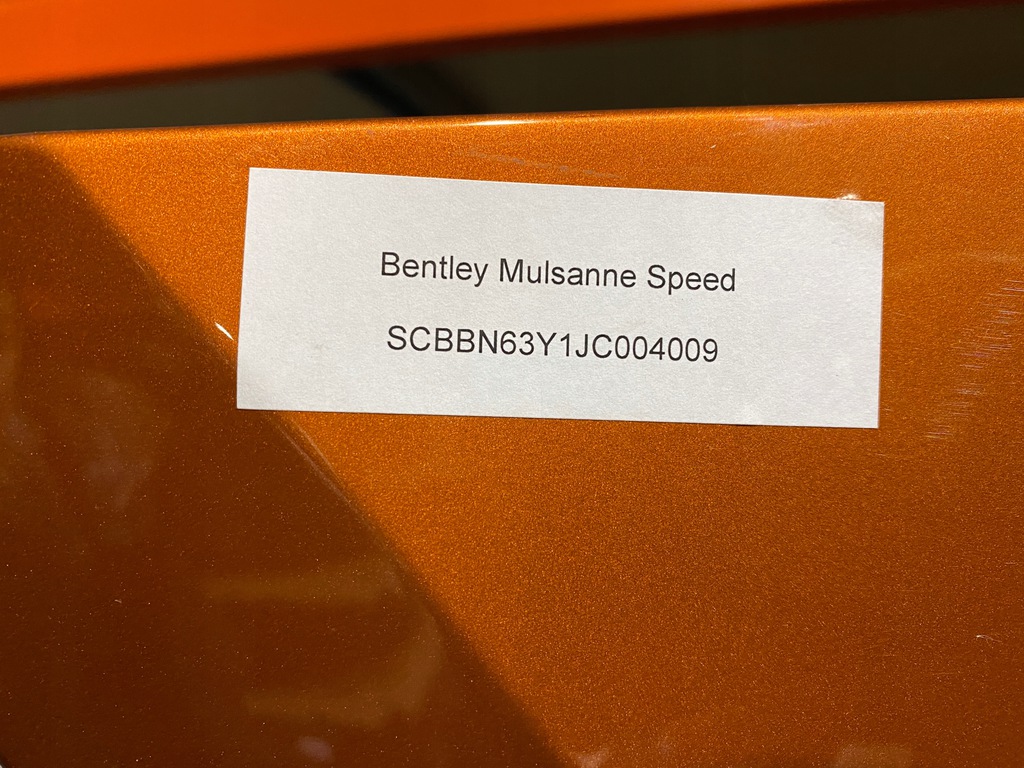 Bentley Mulsanne Speed
SCBBN63Y1JC004009